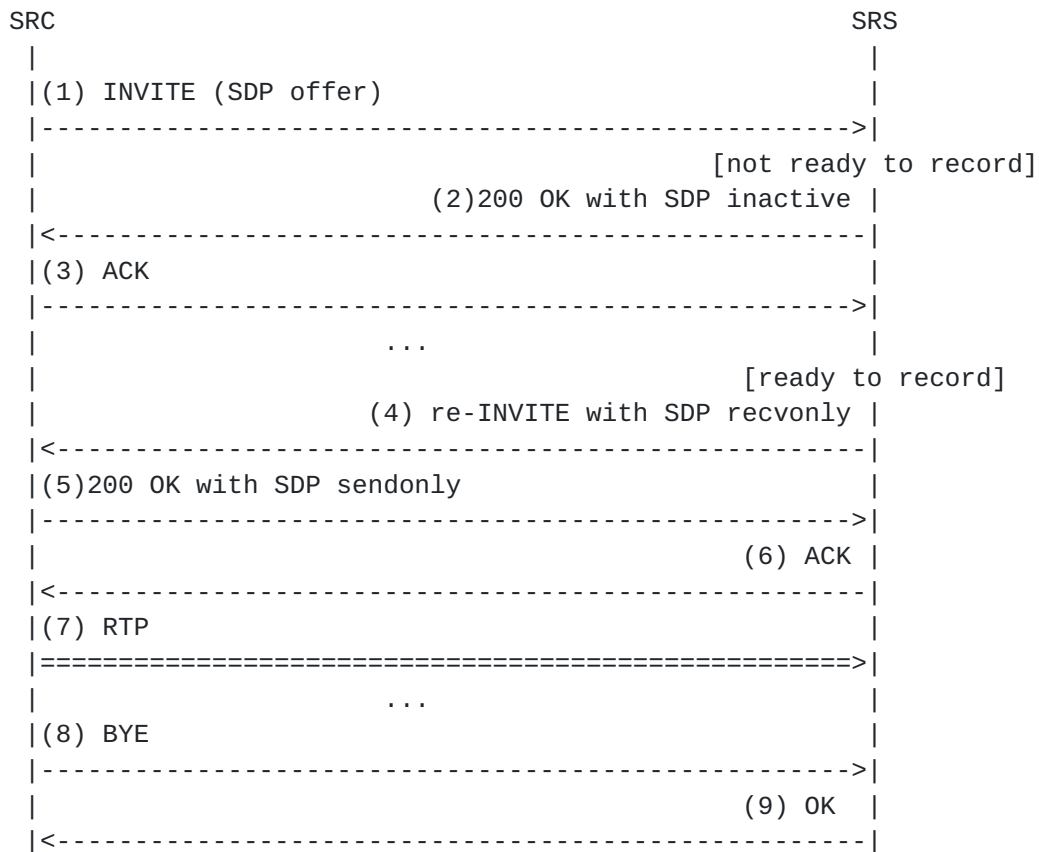 SRC SRS
(1) INVITE (SDP offer)
[not ready to record]
(2)200 OK with SDP inactive
(3) ACK
...
[ready to record]
(4) re-INVITE with SDP recvonly
(5)200 OK with SDP sendonly
(6) ACK
(7) RTP
...
(8) BYE
(9) OK